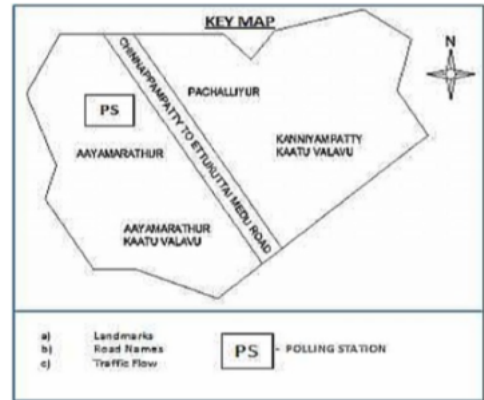 KEY MAP
N
CHINNAPPAMPATTY TO ETTUKUTTAI MEDU ROAD
PACHALLIYUR
PS
KANNIYAMPATTY
KAATU VALAVU
AAYAMARATHUR
AAYAMARATHUR
KAATU VALAVU
a) Landmarks
b) Road Names
c) Traffic Flow
PS - POLLING STATION